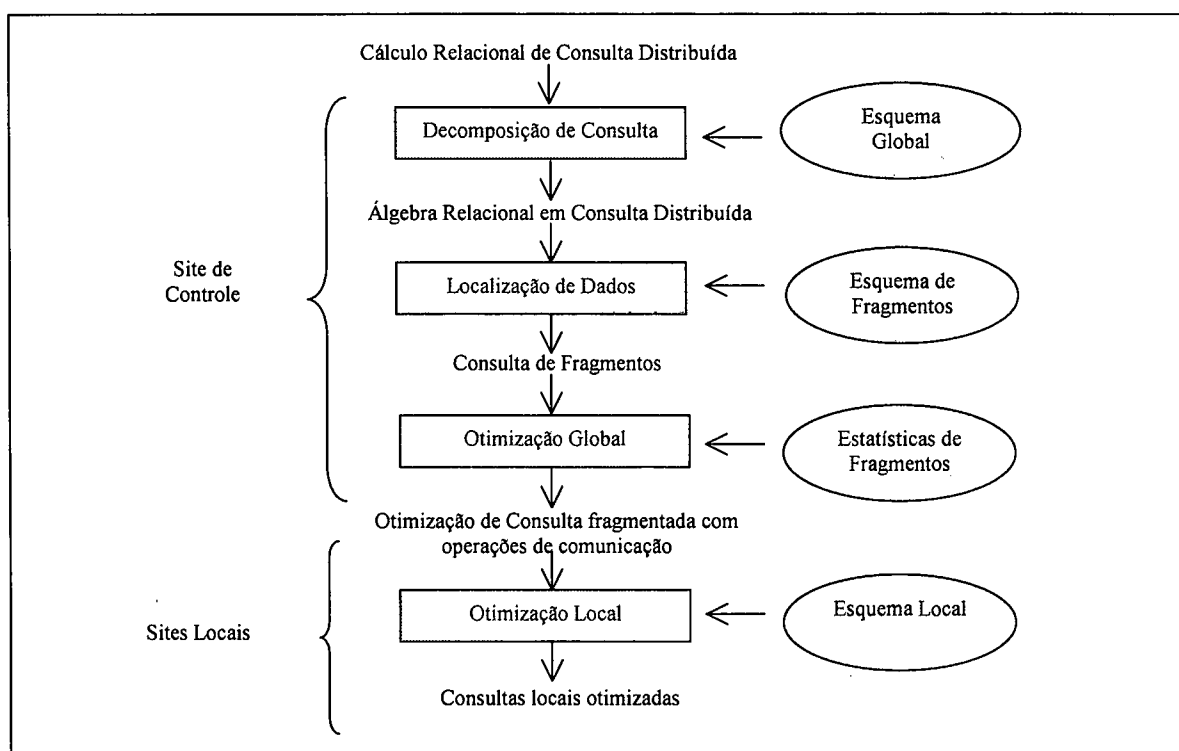 Cálculo Relacional de Consulta Distribuída
Decomposição de Consulta
Esquema
Global
Álgebra Relacional em Consulta Distribuída
Site de
Controle
Localização de Dados
Esquema de
Fragmentos
Consulta de Fragmentos
Otimização Global
Estatísticas de
Fragmentos
Otimização de Consulta fragmentada com
operações de comunicação
Sites Locais
Otimização Local
Esquema Local
Consultas locais otimizadas